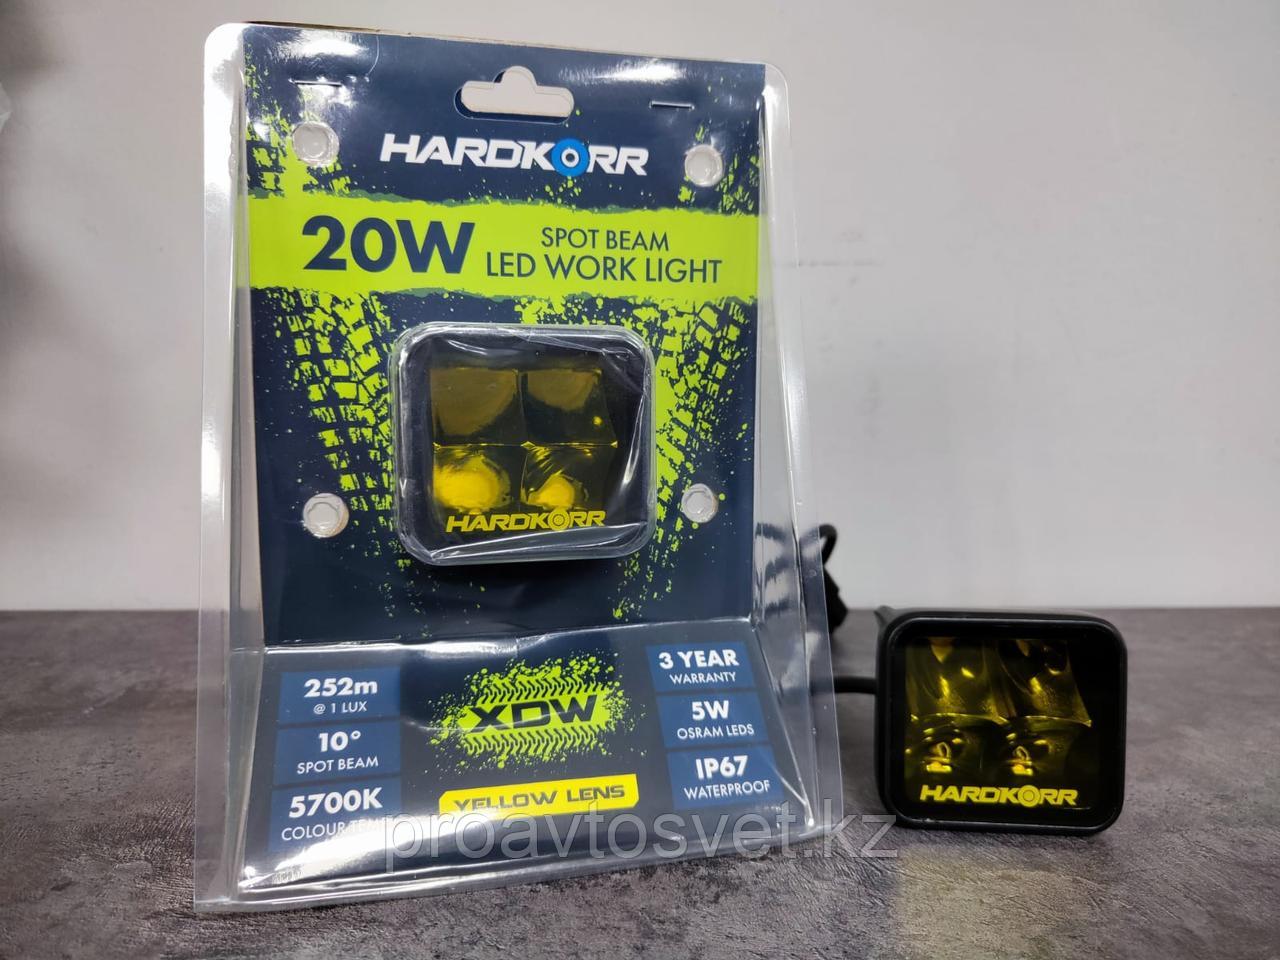 HARDKORR
20W
SPOT BEAM
LED WORK LIGHT
HARDKORR
252m
@ 1 LUX
10°
SPOT BEAM
5700K
COLOUR TEMP
XDW
YELLOW LENS
3 YEAR
WARRANTY
5W
OSRAM LEDS
IP67
WATERPROOF
HARDKORR
proavtosvet.kz